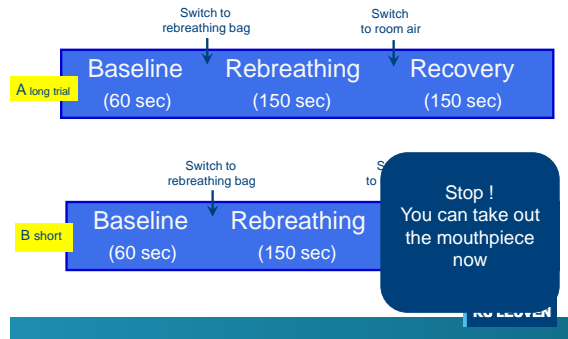 Switch to
rebreathing bag
Switch
to room air
Baseline
(60 sec)
Rebreathing
(150 sec)
Recovery
(150 sec)
A long trial
Switch to
rebreathing bag
to
B short
Baseline
(60 sec)
Rebreathing
(150 sec)
Stop !
You can take out
the mouthpiece
now
KU LEUVEN